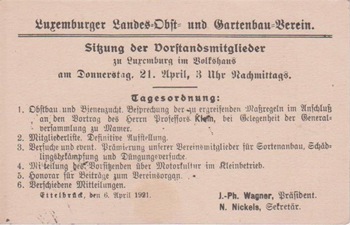 Luxemburger Landes-Obst- und Gartenbau-Verein.
Sitzung der Vorstandsmitglieder
zu Luxemburg im Volkshaus
am Donnerstag, 21. April, 3 Uhr Nachmittags.
Tagesordnung:
1. Obstbau und Bienenzucht. Besprechung der zu ergreifenden Maßregeln im Anschluß
an den Vortrag des Herrn Professors Klein, bei Gelegenheit der General-
versammlung zu Mamer.
2. Mitgliederliste. Definitive Aufstellung.
3. Versuche und event. Prämiierung unserer Vereinsmitglieder für Sortenanbau, Schäd-
lingsbekämpfung und Düngungsversuche.
4. Mitteilung des Vorsitzenden über Motorkultur im Kleinbetrieb.
5. Honorar für Beiträge zum Vereinsorgan.
6. Verschiedene Mitteilungen.
Ettelbrück, den 6. April 1921.
J.-Ph. Wagner, Präsident.
N. Nickels, Sekretär.